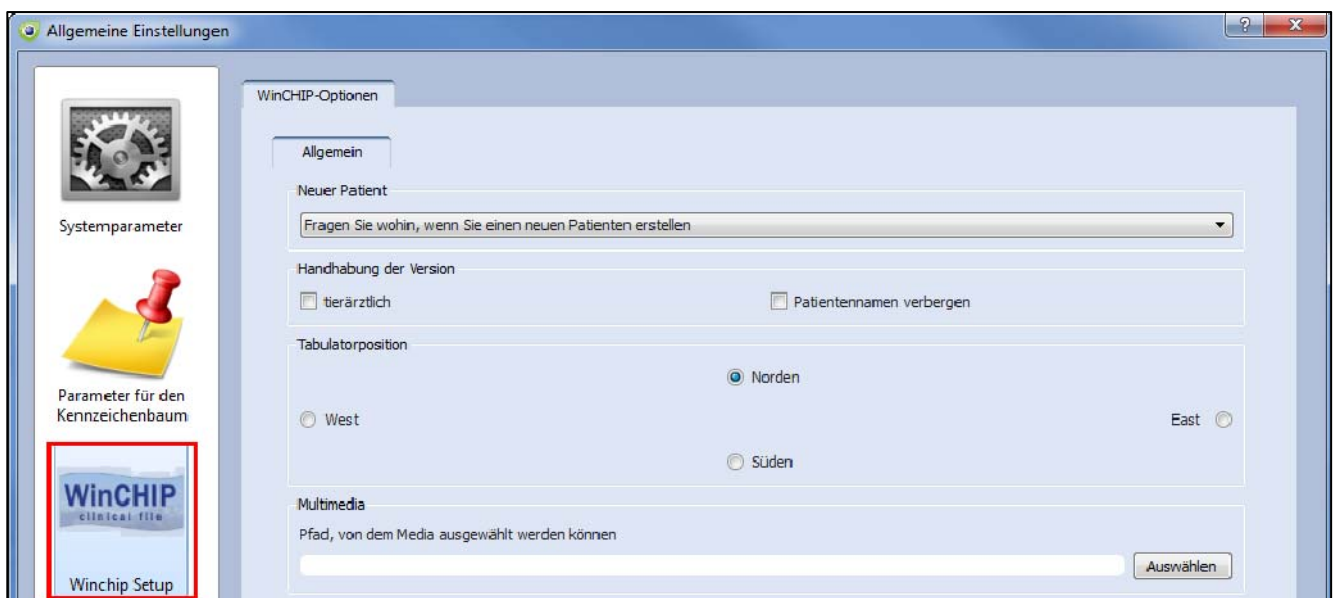 Allgemeine Einstellungen
?
X
Systemparameter
Parameter für den
Kennzeichenbaum
WinCHIP
clinical file
Winchip Setup
WinCHIP-Optionen
Allgemein
Neuer Patient
Fragen Sie wohin, wenn Sie einen neuen Patienten erstellen
Handhabung der Version
tierärztlich
Patientennamen verbergen
Tabulatorposition
Norden
West
East
Süden
Multimedia
Pfad, von dem Media ausgewählt werden können
Auswählen